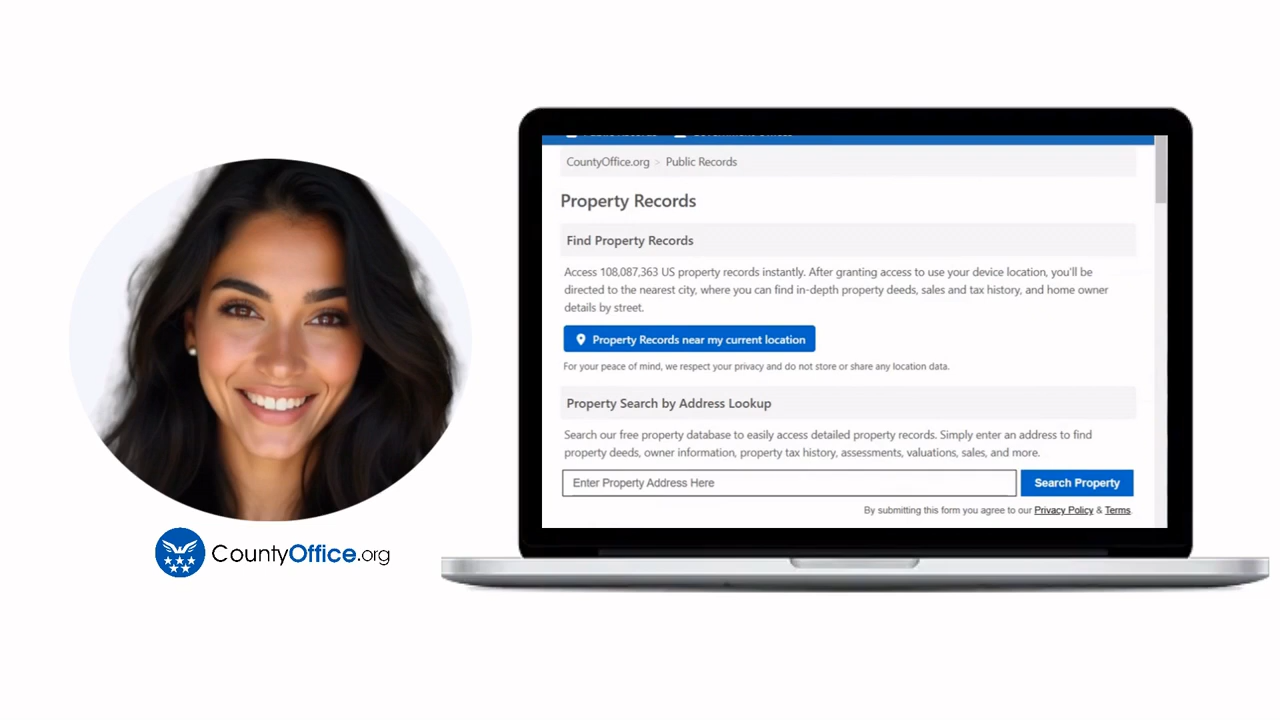 CountyOffice.org > Public Records
Property Records
Find Property Records
Access 108,087,363 US property records instantly. After granting access to use your device location, you'll be
directed to the nearest city, where you can find in-depth property deeds, sales and tax history, and home owner
details by street.
Property Records near my current location
For your peace of mind, we respect your privacy and do not store or share any location data.
Property Search by Address Lookup
Search our free property database to easily access detailed property records. Simply enter an address to find
property deeds, owner information, property tax history, assessments, valuations, sales, and more.
Enter Property Address Here
Search Property
By submitting this form you agree to our Privacy Policy & Terms.
CountyOffice.org